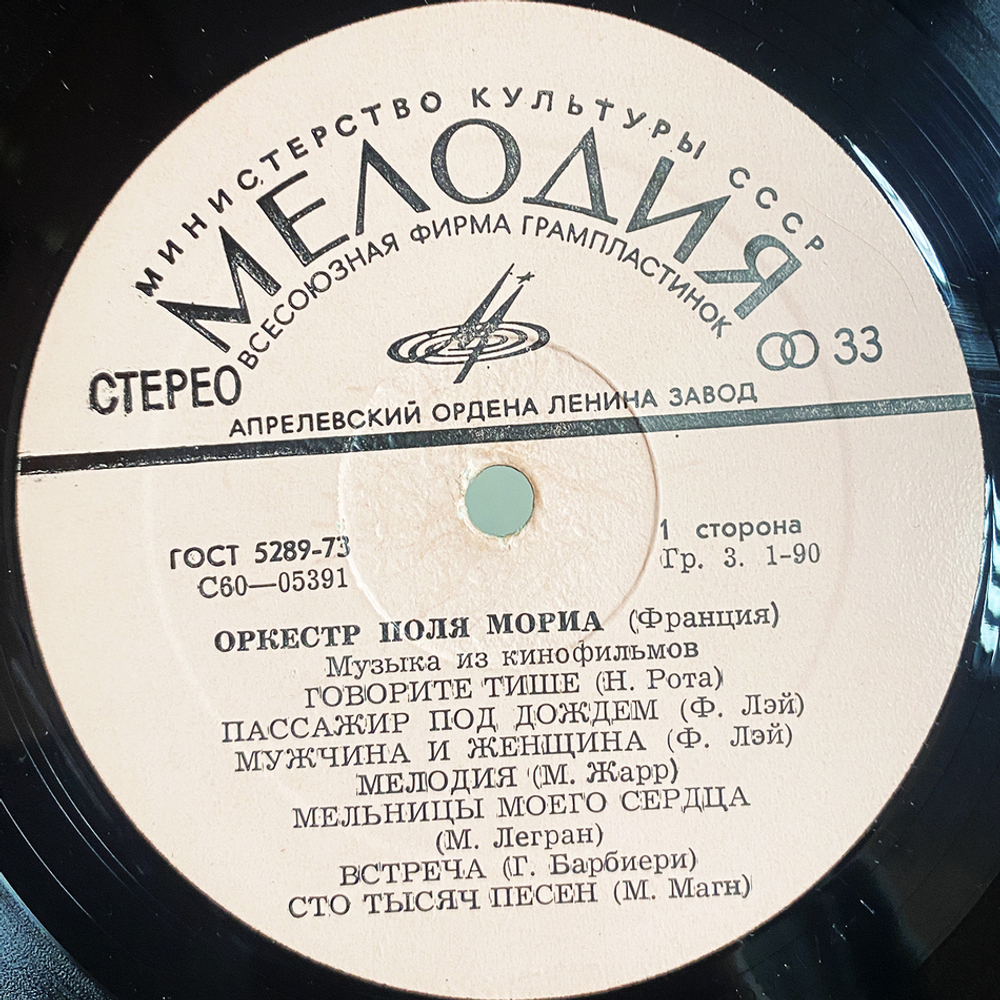 МИНИСТЕРСТВО КУЛЬТУРЫ СССР
МЕЛОДИЯ
ВСЕСОЮЗНАЯ ФИРМА ГРАМПЛАСТИНОК
СТЕРЕО
33
АПРЕЛЕВСКИЙ ОРДЕНА ЛЕНИНА ЗАВОД
ГОСТ 5289-73
С60—05391
1 сторона
Гр. 3. 1-90
ОРКЕСТР ПОЛЯ МОРИА (Франция)
Музыка из кинофильмов
ГОВОРИТЕ ТИШЕ (Н. Рота)
ПАССАЖИР ПОД ДОЖДЕМ (Ф. Лэй)
МУЖЧИНА И ЖЕНЩИНА (Ф. Лэй)
МЕЛОДИЯ (М. Жарр)
МЕЛЬНИЦЫ МОЕГО СЕРДЦА
(М. Легран)
ВСТРЕЧА (Г. Барбиери)
СТО ТЫСЯЧ ПЕСЕН (М. Магн)